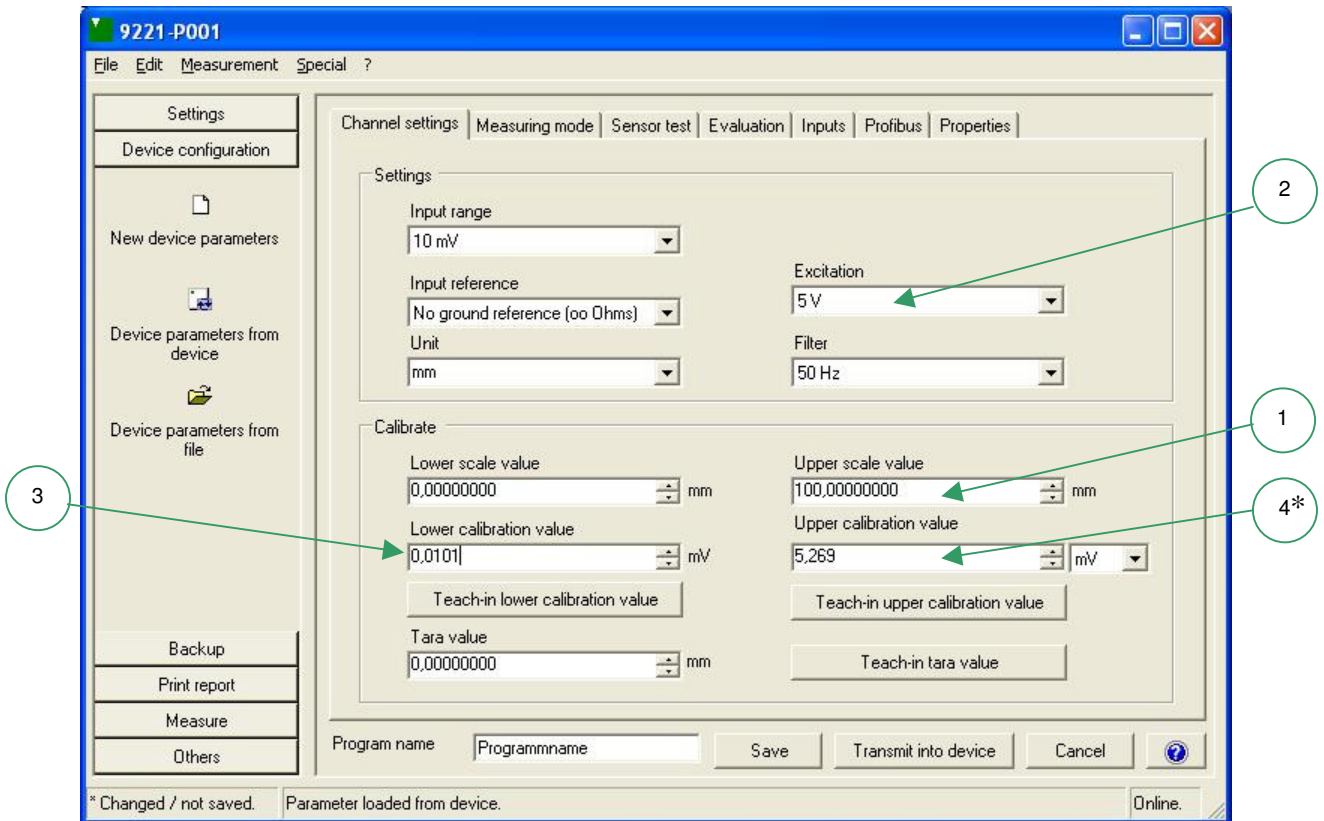 9221-P001
File Edit Measurement Special ?
Settings
Device configuration
New device parameters
Device parameters from
device
Device parameters from
file
Backup
Print report
Measure
Others
Channel settings Measuring mode Sensor test Evaluation Inputs Profibus Properties
Settings
Input range
10 mV
Input reference
No ground reference (oo Ohms)
Unit
mm
Excitation
5 V
Filter
50 Hz
Calibrate
Lower scale value
0,00000000 mm
Upper scale value
100,00000000 mm
Lower calibration value
0,0101 mV
Upper calibration value
5,269 mV
Teach-in lower calibration value
Teach-in upper calibration value
Tara value
0,00000000 mm
Teach-in tara value
Program name Programmname Save Transmit into device Cancel ?
* Changed / not saved. Parameter loaded from device. Online.
2
1
3
4*